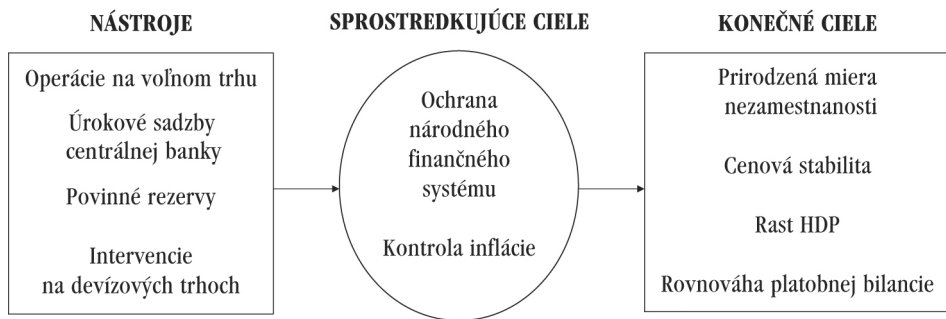 NÁSTROJE
Operácie na voľnom trhu
Úrokové sadzby
centrálnej banky
Povinné rezervy
Intervencie
na devízových trhoch
SPROSTREDKUJÚCE CIELE
Ochrana
národného
finančného
systému
Kontrola inflácie
KONEČNÉ CIELE
Prirodzená miera
nezamestnanosti
Cenová stabilita
Rast HDP
Rovnováha platobnej bilancie